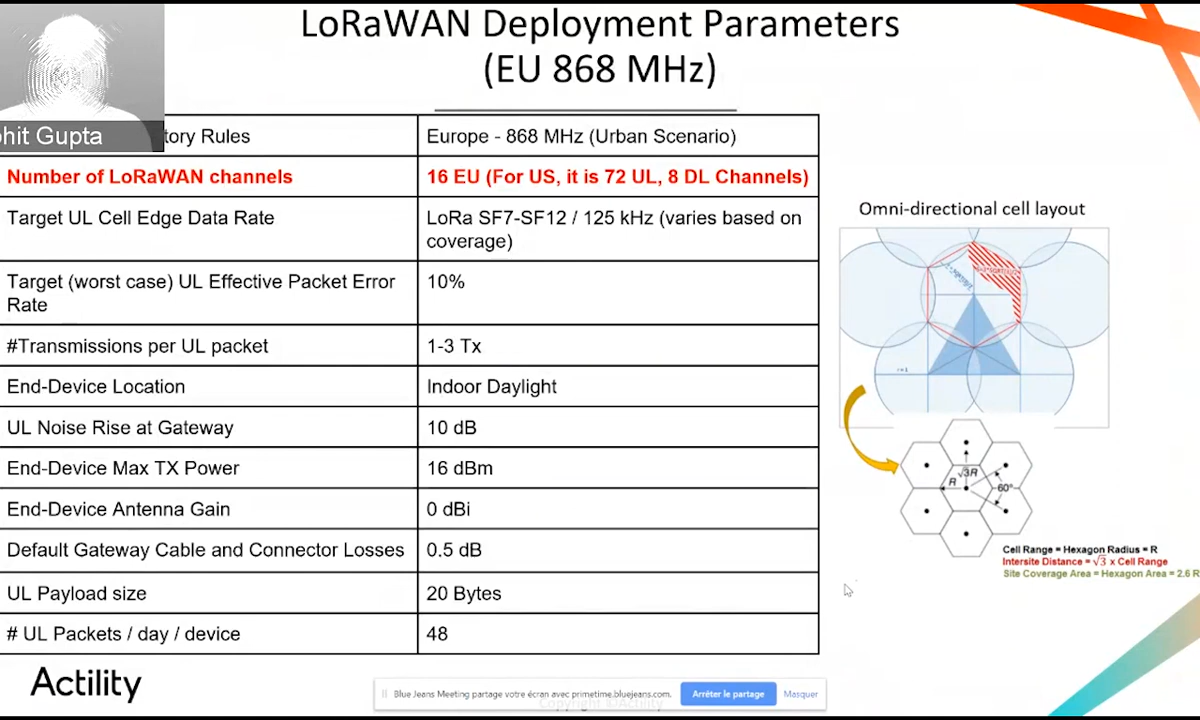 LoRaWAN Deployment Parameters
(EU 868 MHz)
hit Gupta
tory Rules
Europe - 868 MHz (Urban Scenario)
Number of LoRaWAN channels
16 EU (For US, it is 72 UL, 8 DL Channels)
Target UL Cell Edge Data Rate
LoRa SF7-SF12 / 125 kHz (varies based on
coverage)
Target (worst case) UL Effective Packet Error
Rate
10%
#Transmissions per UL packet
1-3 Tx
End-Device Location
Indoor Daylight
UL Noise Rise at Gateway
10 dB
End-Device Max TX Power
16 dBm
End-Device Antenna Gain
0 dBi
Default Gateway Cable and Connector Losses
0.5 dB
UL Payload size
20 Bytes
# UL Packets / day / device
48
Omni-directional cell layout
√3R
R
60°
Cell Range = Hexagon Radius = R
Intersite Distance = √3 x Cell Range
Site Coverage Area = Hexagon Area = 2.6 R
Actility
Blue Jeans Meeting partage votre écran avec primetime.bluejeans.com.
Arrêter le partage
Masquer
Copyright ©Actility